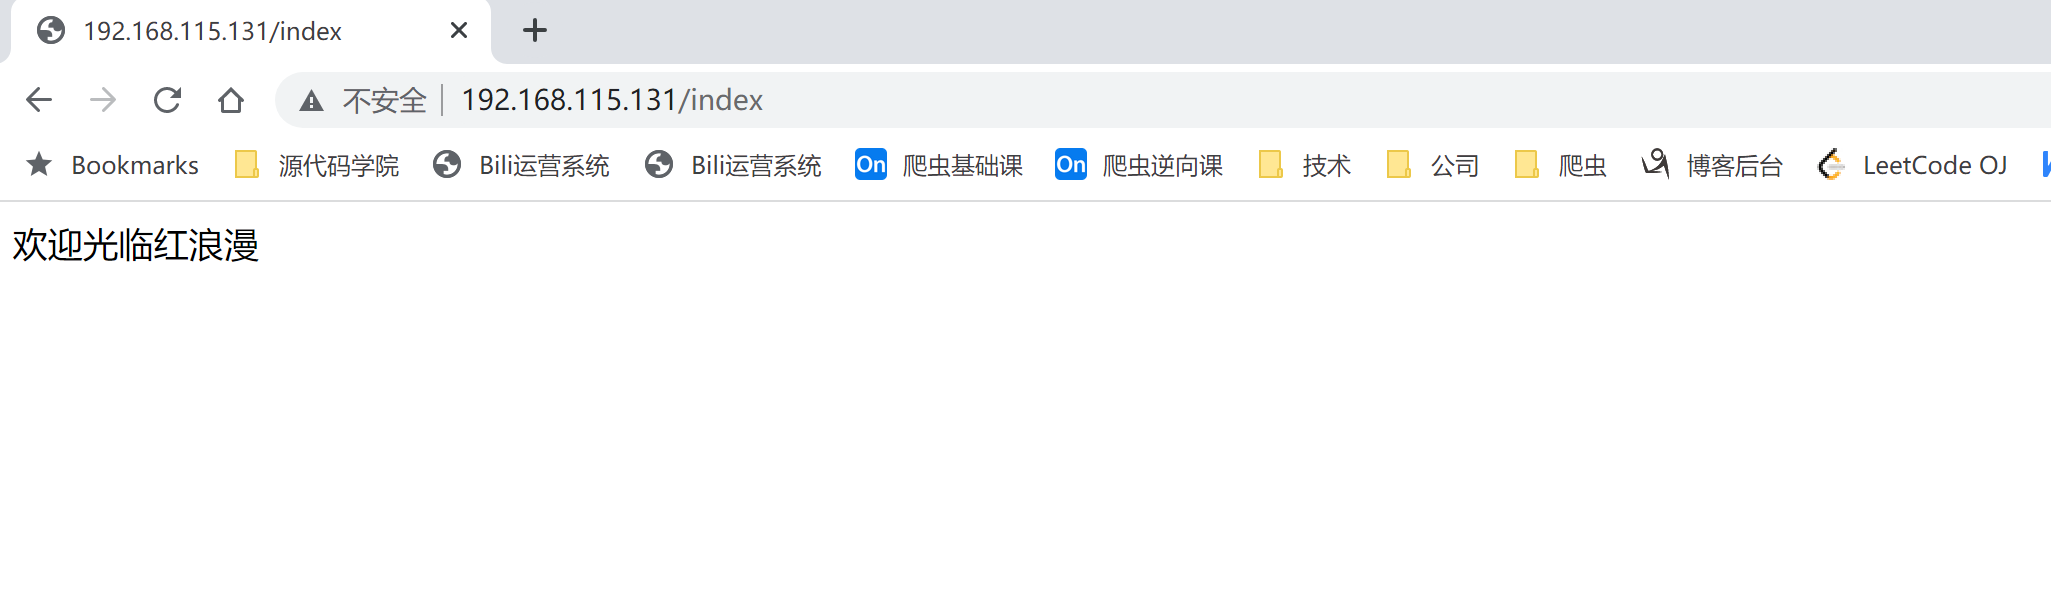 192.168.115.131/index
不安全 192.168.115.131/index
Bookmarks 源代码学院 Bili运营系统 Bili运营系统 On 爬虫基础课 On 爬虫逆向课 技术 公司 爬虫 博客后台 LeetCode OJ
欢迎光临红浪漫